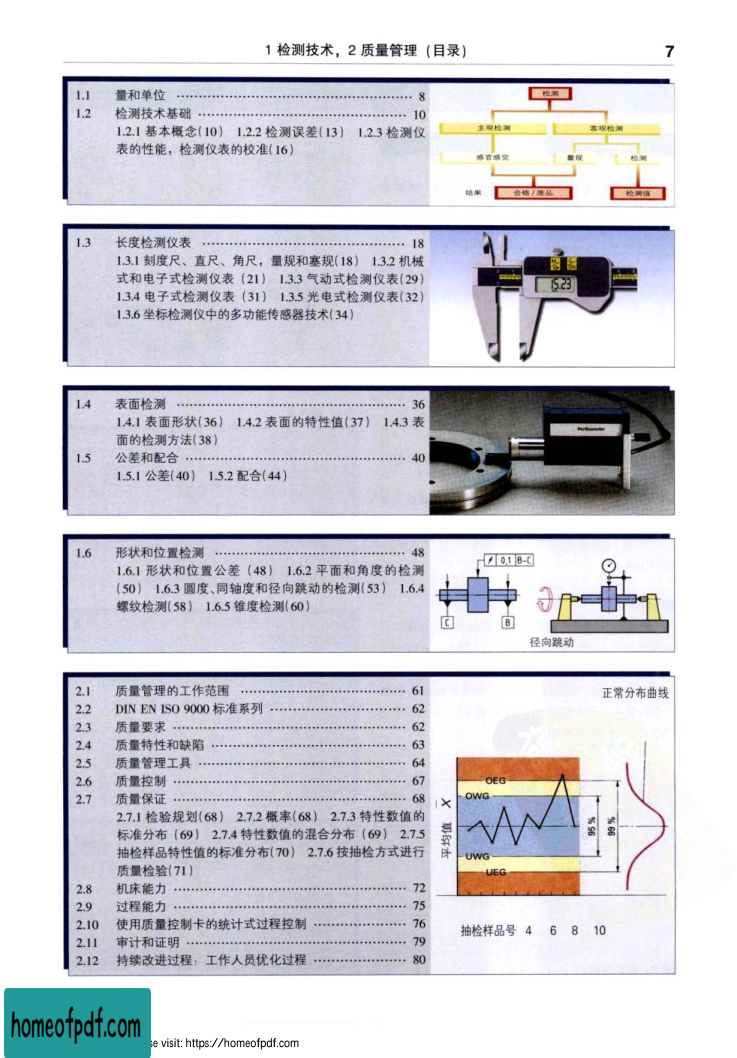 1 检测技术，2 质量管理（目录）
7
1.1 量和单位 …… 8
1.2 检测技术基础 …… 10
1.2.1 基本概念(10) 1.2.2 检测误差(13) 1.2.3 检测仪
表的性能，检测仪表的校准(16)
检测
主观检测 客观检测
感官感觉 量规 检测
结果 合格/废品 检测值
1.3 长度检测仪表 …… 18
1.3.1 刻度尺、直尺、角尺，量规和塞规(18) 1.3.2 机械
式和电子式检测仪表（21） 1.3.3 气动式检测仪表(29)
1.3.4 电子式检测仪表（31） 1.3.5 光电式检测仪表(32)
1.3.6 坐标检测仪中的多功能传感器技术(34)
15.23
1.4 表面检测 …… 36
1.4.1 表面形状(36) 1.4.2 表面的特性值(37) 1.4.3 表
面的检测方法(38)
1.5 公差和配合 …… 40
1.5.1 公差(40) 1.5.2 配合(44)
Perthometer
1.6 形状和位置检测 …… 48
1.6.1 形状和位置公差（48） 1.6.2 平面和角度的检测
（50） 1.6.3 圆度、同轴度和径向跳动的检测(53) 1.6.4
螺纹检测(58) 1.6.5 锥度检测(60)
0,1 B-C
C B
径向跳动
2.1 质量管理的工作范围 …… 61
2.2 DIN EN ISO 9000 标准系列 …… 62
2.3 质量要求 …… 62
2.4 质量特性和缺陷 …… 63
2.5 质量管理工具 …… 64
2.6 质量控制 …… 67
2.7 质量保证 …… 68
2.7.1 检验规划(68) 2.7.2 概率(68) 2.7.3 特性数值的
标准分布（69） 2.7.4 特性数值的混合分布（69） 2.7.5
抽检样品特性值的标准分布(70) 2.7.6 按抽检方式进行
质量检验(71)
2.8 机床能力 …… 72
2.9 过程能力 …… 75
2.10 使用质量控制卡的统计式过程控制 …… 76
2.11 审计和证明 …… 79
2.12 持续改进过程：工作人员优化过程 …… 80
正常分布曲线
OEG
OWG
UWG
UEG
平均值 X̄
95 %
99 %
抽检样品号 4 6 8 10
homeofpdf.com
se visit: https://homeofpdf.com